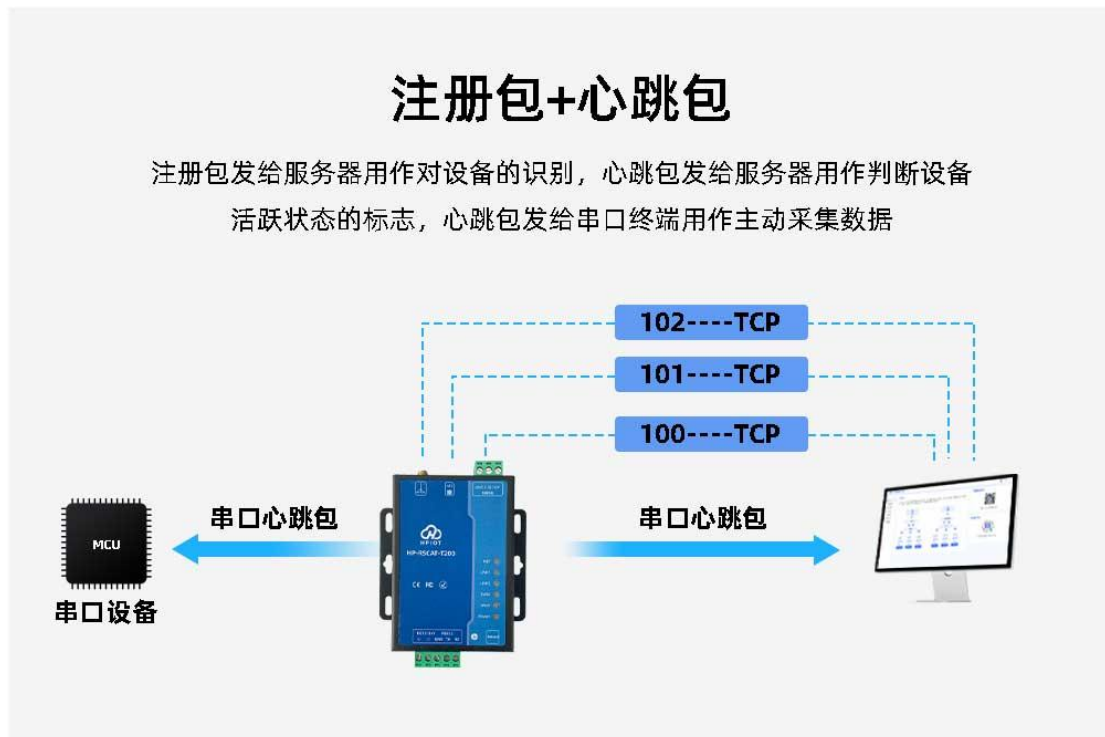 注册包+心跳包
注册包发给服务器用作对设备的识别，心跳包发给服务器用作判断设备
活跃状态的标志，心跳包发给串口终端用作主动采集数据
102----TCP
101----TCP
100----TCP
串口心跳包
串口心跳包
MCU
串口设备
HPIOT
HP-RSCAT-T200